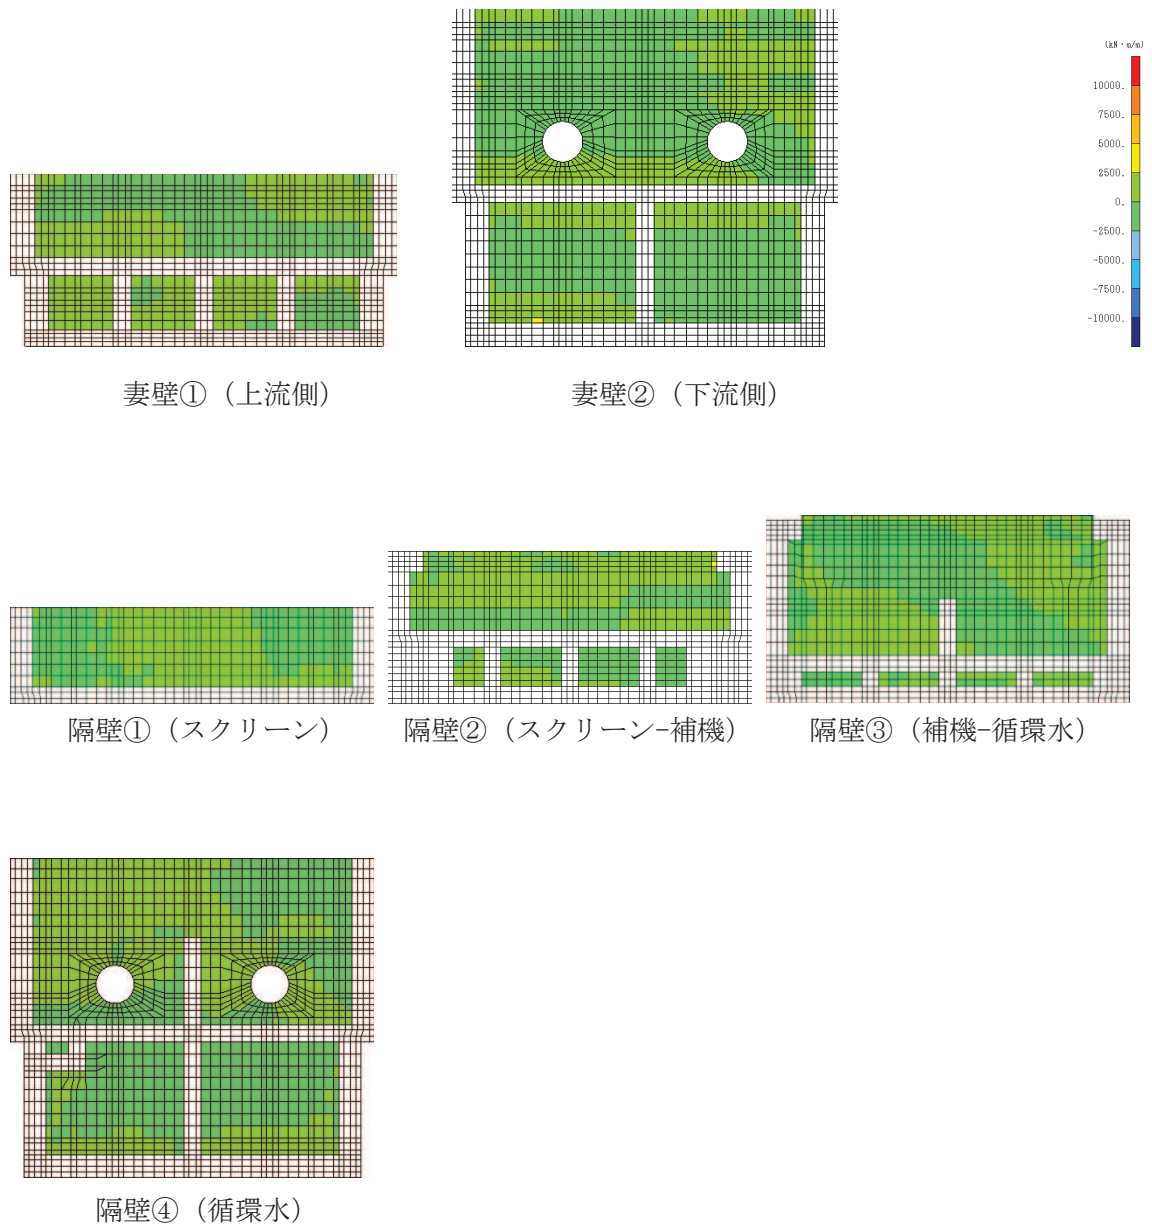 (kN・m/m)
10000.
7500.
5000.
2500.
0.
-2500.
-5000.
-7500.
-10000.
妻壁①（上流側）
妻壁②（下流側）
隔壁①（スクリーン）
隔壁②（スクリーン-補機）
隔壁③（補機-循環水）
隔壁④（循環水）